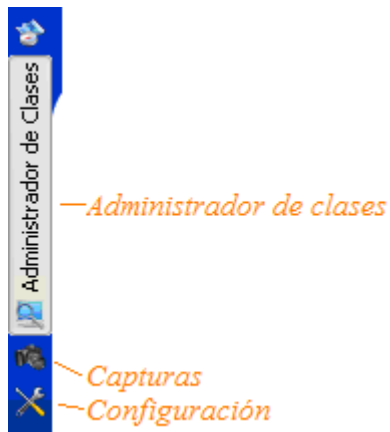 Administrador de Clases
Administrador de clases
Capturas
Configuración